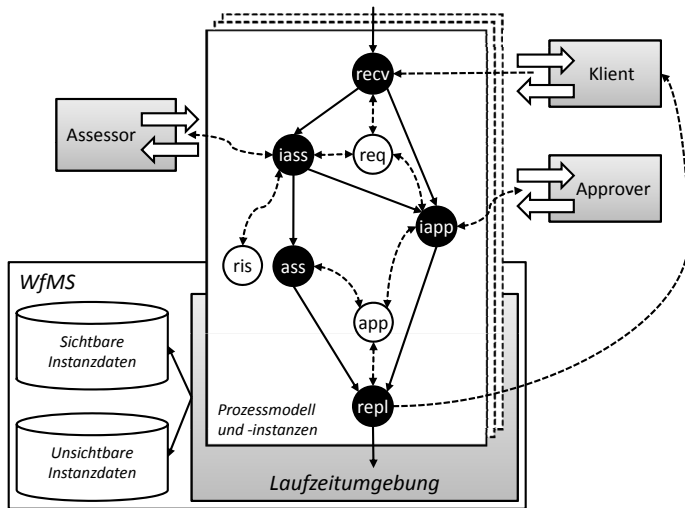 recv
Klient
Assessor
iass
req
Approver
iapp
ris
ass
WfMS
app
Sichtbare
Instanzdaten
repl
Prozessmodell
und -instanzen
Unsichtbare
Instanzdaten
Laufzeitumgebung